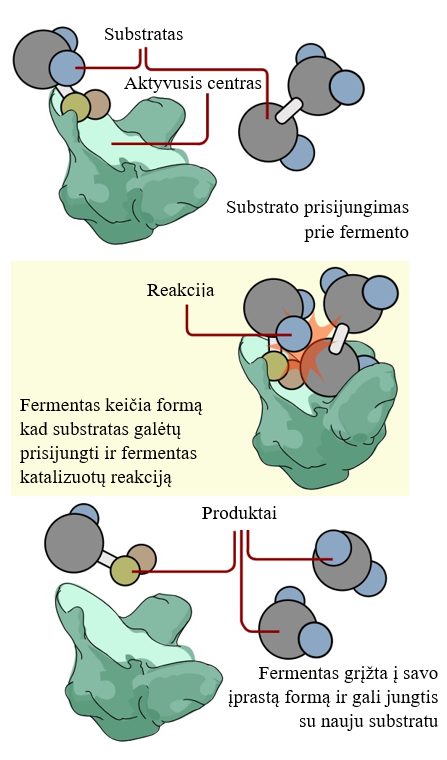 Substratas
Aktyvusis centras
Substrato prisijungimas
prie fermento
Reakcija
Fermentas keičia formą
kad substratas galėtų
prisijungti ir fermentas
katalizuotų reakciją
Produktai
Fermentas grįžta į savo
įprastą formą ir gali jungtis
su nauju substratu